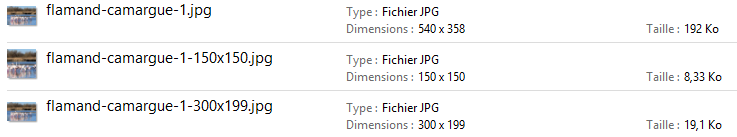 flamand-camargue-1.jpg Type : Fichier JPG
Dimensions : 540 x 358 Taille : 192 Ko
flamand-camargue-1-150x150.jpg Type : Fichier JPG
Dimensions : 150 x 150 Taille : 8,33 Ko
flamand-camargue-1-300x199.jpg Type : Fichier JPG
Dimensions : 300 x 199 Taille : 19,1 Ko